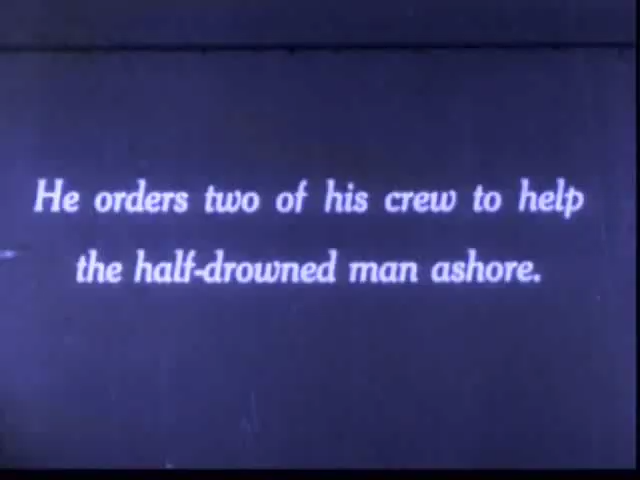 He orders two of his crew to help
the half-drowned man ashore.